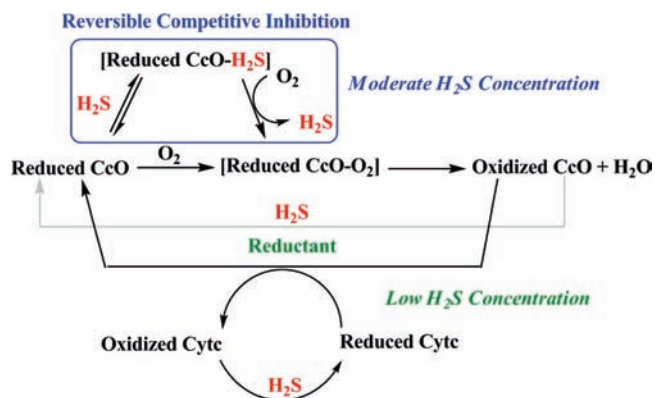 Reversible Competitive Inhibition
[Reduced CcO-H₂S]
O₂
Moderate H₂S Concentration
H₂S
H₂S
Reduced CcO
O₂
[Reduced CcO-O₂]
Oxidized CcO + H₂O
H₂S
Reductant
Low H₂S Concentration
Oxidized Cytc
Reduced Cytc
H₂S